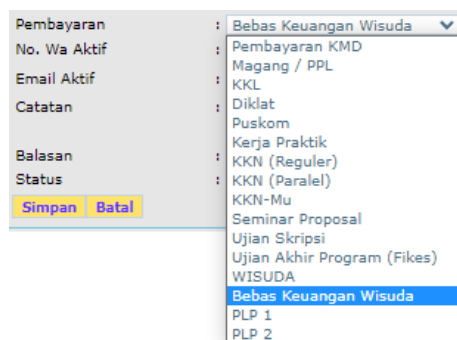 Pembayaran : Bebas Keuangan Wisuda
No. Wa Aktif :
Email Aktif :
Catatan :
Balasan :
Status :
Simpan Batal
Pembayaran KMD
Magang / PPL
KKL
Diklat
Puskom
Kerja Praktik
KKN (Reguler)
KKN (Paralel)
KKN-Mu
Seminar Proposal
Ujian Skripsi
Ujian Akhir Program (Fikes)
WISUDA
Bebas Keuangan Wisuda
PLP 1
PLP 2